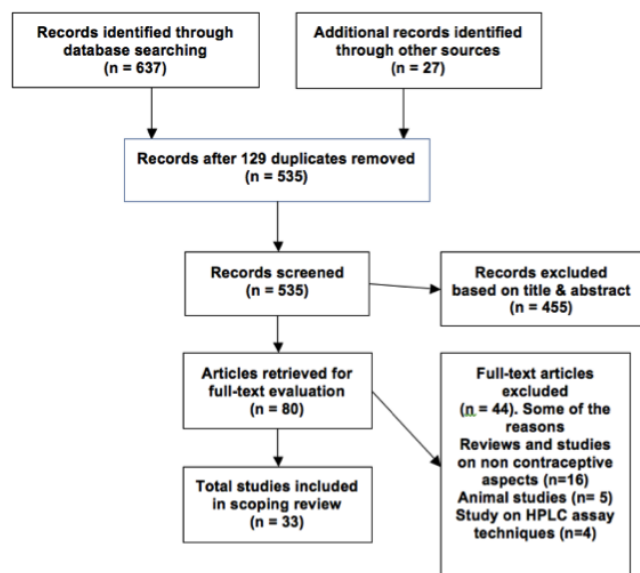 Records identified through
database searching
(n = 637)
Additional records identified
through other sources
(n = 27)
Records after 129 duplicates removed
(n = 535)
Records screened
(n = 535)
Records excluded
based on title & abstract
(n = 455)
Articles retrieved for
full-text evaluation
(n = 80)
Full-text articles
excluded
(n = 44). Some of the
reasons
Reviews and studies
on non contraceptive
aspects (n=16)
Animal studies (n= 5)
Study on HPLC assay
techniques (n=4)
Total studies included
in scoping review
(n = 33)